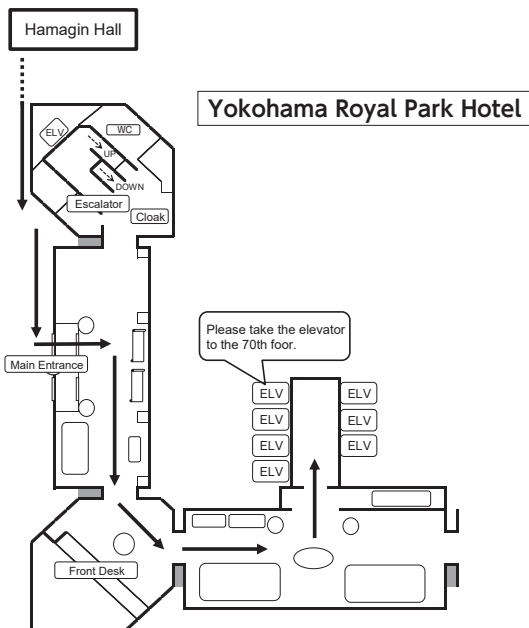 Hamagin Hall
Yokohama Royal Park Hotel
ELV
WC
UP
DOWN
Escalator
Cloak
Please take the elevator
to the 70th foor.
Main Entrance
ELV
ELV
ELV
ELV
ELV
ELV
ELV
Front Desk